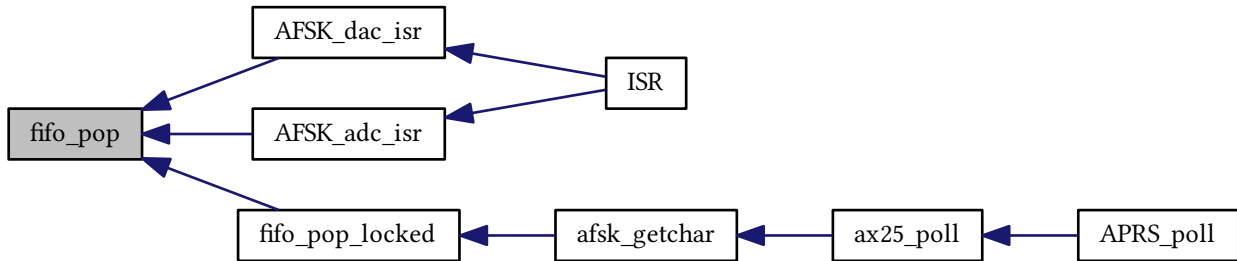 AFSK_dac_isr
ISR
fifo_pop
AFSK_adc_isr
fifo_pop_locked
afsk_getchar
ax25_poll
APRS_poll